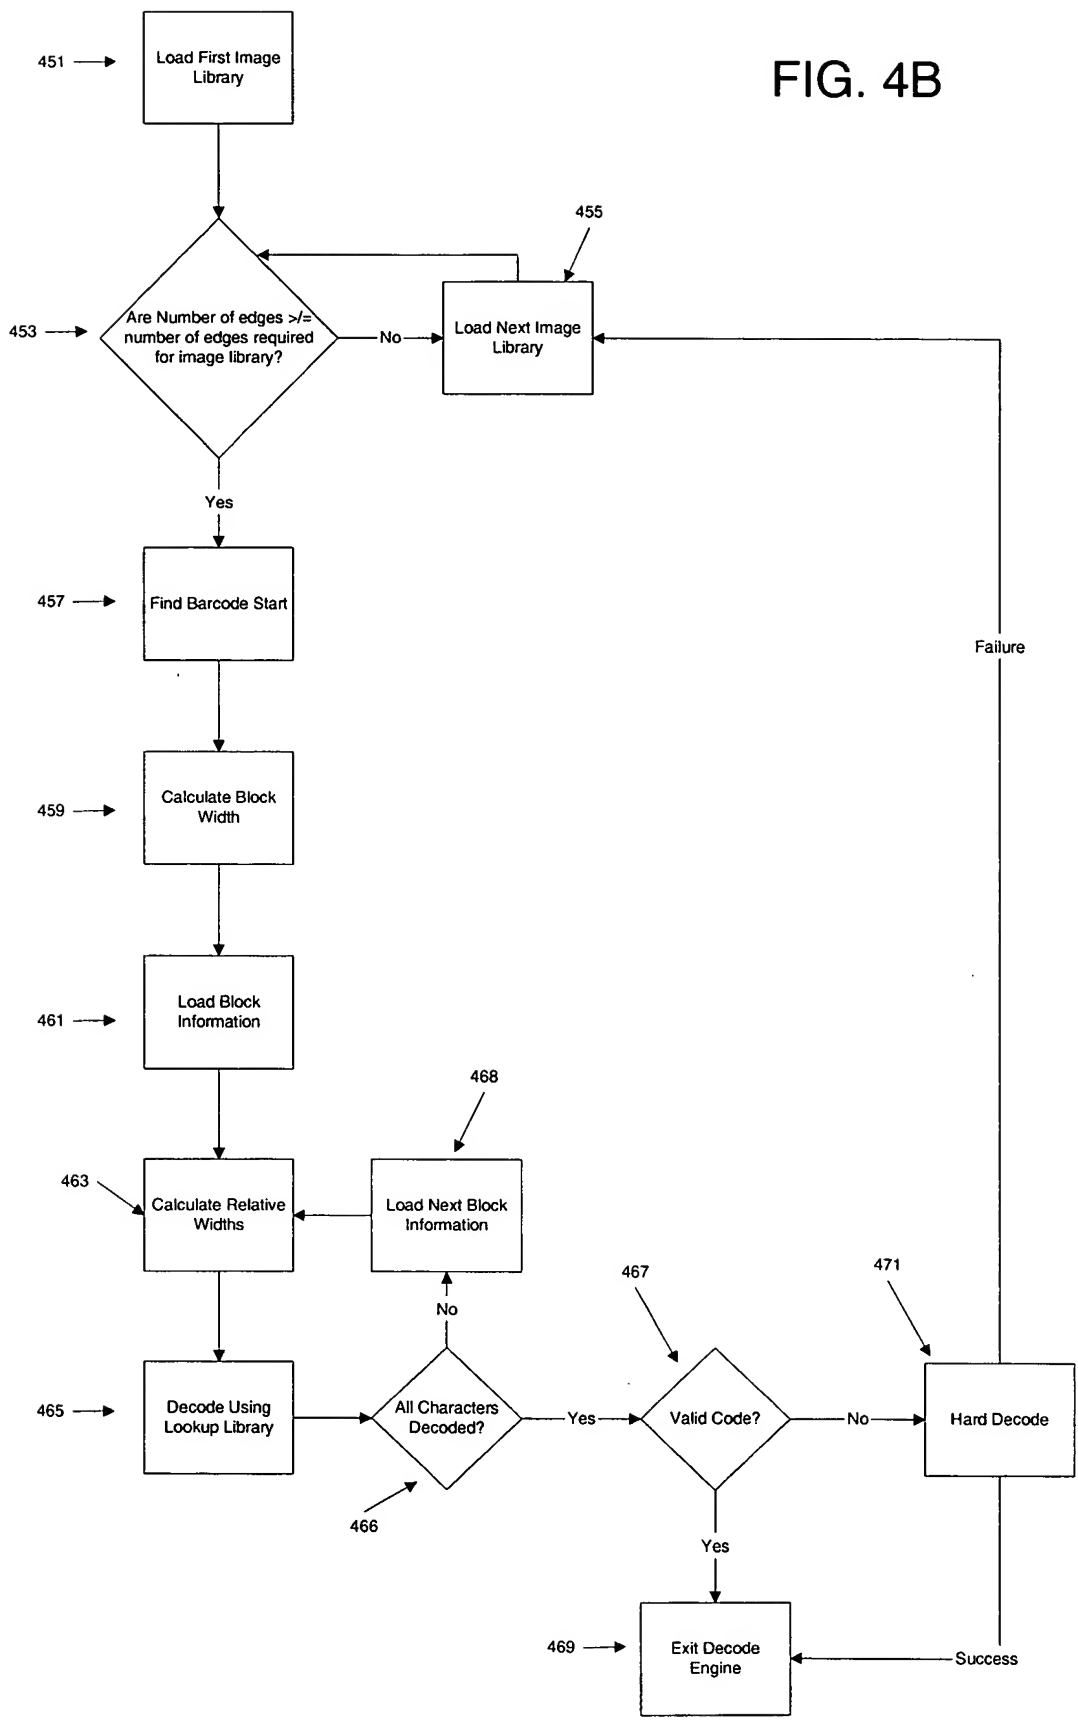 FIG. 4B
451
Load First Image
Library
455
453
Are Number of edges >/=
number of edges required
for image library?
No
Load Next Image
Library
Yes
457
Find Barcode Start
Failure
459
Calculate Block
Width
461
Load Block
Information
468
463
Calculate Relative
Widths
Load Next Block
Information
467
471
No
465
Decode Using
Lookup Library
All Characters
Decoded?
Yes
Valid Code?
No
Hard Decode
466
Yes
469
Exit Decode
Engine
Success